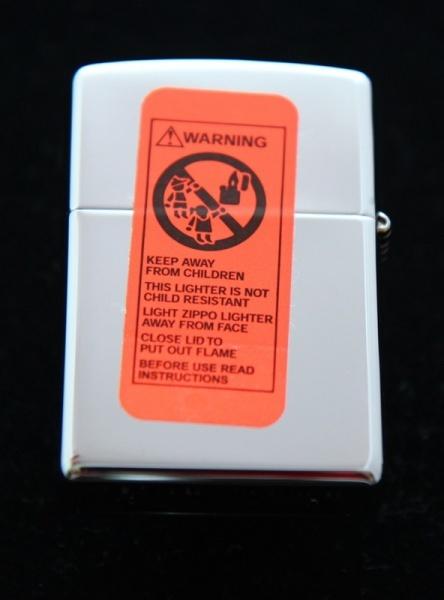 WARNING
KEEP AWAY
FROM CHILDREN
THIS LIGHTER IS NOT
CHILD RESISTANT
LIGHT ZIPPO LIGHTER
AWAY FROM FACE
CLOSE LID TO
PUT OUT FLAME
BEFORE USE READ
INSTRUCTIONS